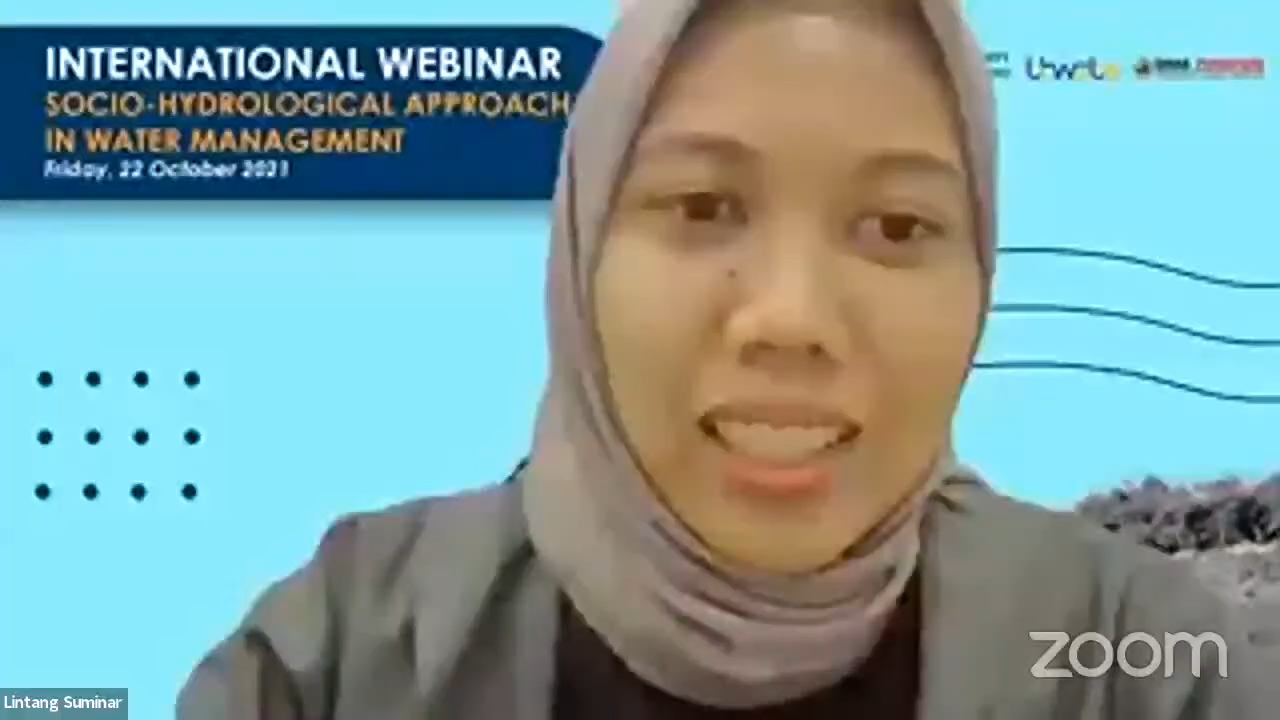 INTERNATIONAL WEBINAR
SOCIO-HYDROLOGICAL APPROACH
IN WATER MANAGEMENT
Friday, 22 October 2021
zoom
Lintang Suminar